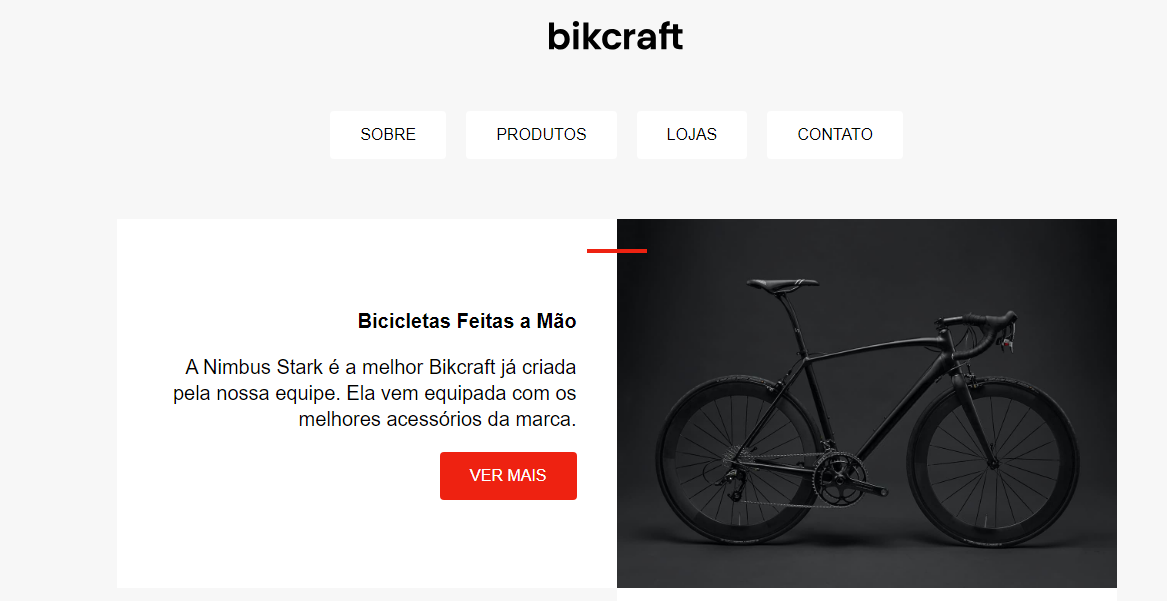 bikcraft
SOBRE PRODUTOS LOJAS CONTATO
Bicicletas Feitas a Mão
A Nimbus Stark é a melhor Bikcraft já criada
pela nossa equipe. Ela vem equipada com os
melhores acessórios da marca.
VER MAIS